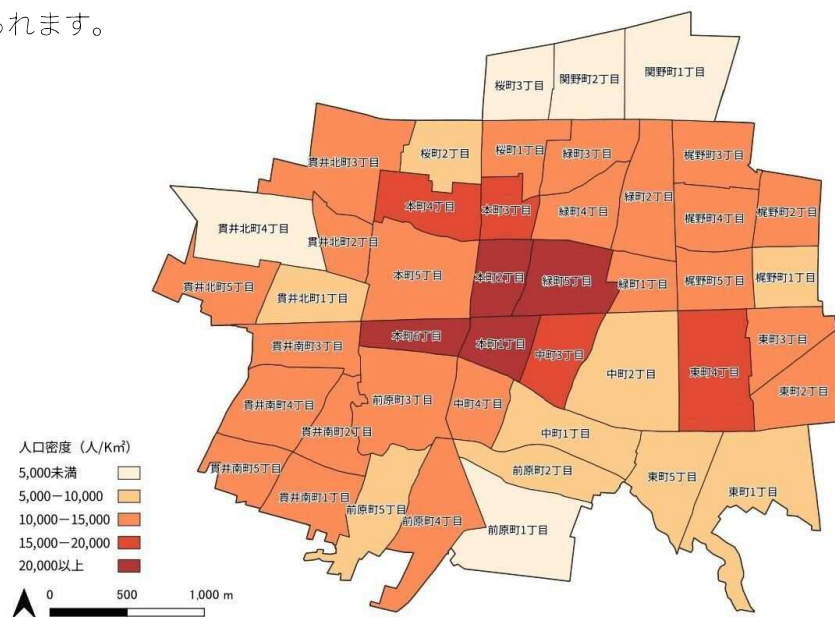 られます。
関野町1丁目
関野町2丁目
桜町3丁目
貫井北町3丁目
桜町2丁目
桜町1丁目
緑町3丁目
梶野町3丁目
緑町2丁目
本町4丁目
本町3丁目
緑町4丁目
梶野町4丁目
梶野町2丁目
貫井北町4丁目
貫井北町2丁目
本町5丁目
本町2丁目
緑町5丁目
緑町1丁目
梶野町5丁目
梶野町1丁目
貫井北町5丁目
貫井北町1丁目
貫井南町3丁目
本町6丁目
本町1丁目
中町3丁目
中町2丁目
東町4丁目
東町3丁目
東町2丁目
貫井南町4丁目
前原町3丁目
中町4丁目
貫井南町2丁目
中町1丁目
貫井南町5丁目
前原町2丁目
東町5丁目
東町1丁目
貫井南町1丁目
前原町5丁目
前原町4丁目
前原町1丁目
人口密度（人/K㎡）
5,000未満
5,000－10,000
10,000－15,000
15,000－20,000
20,000以上
0 500 1,000 m